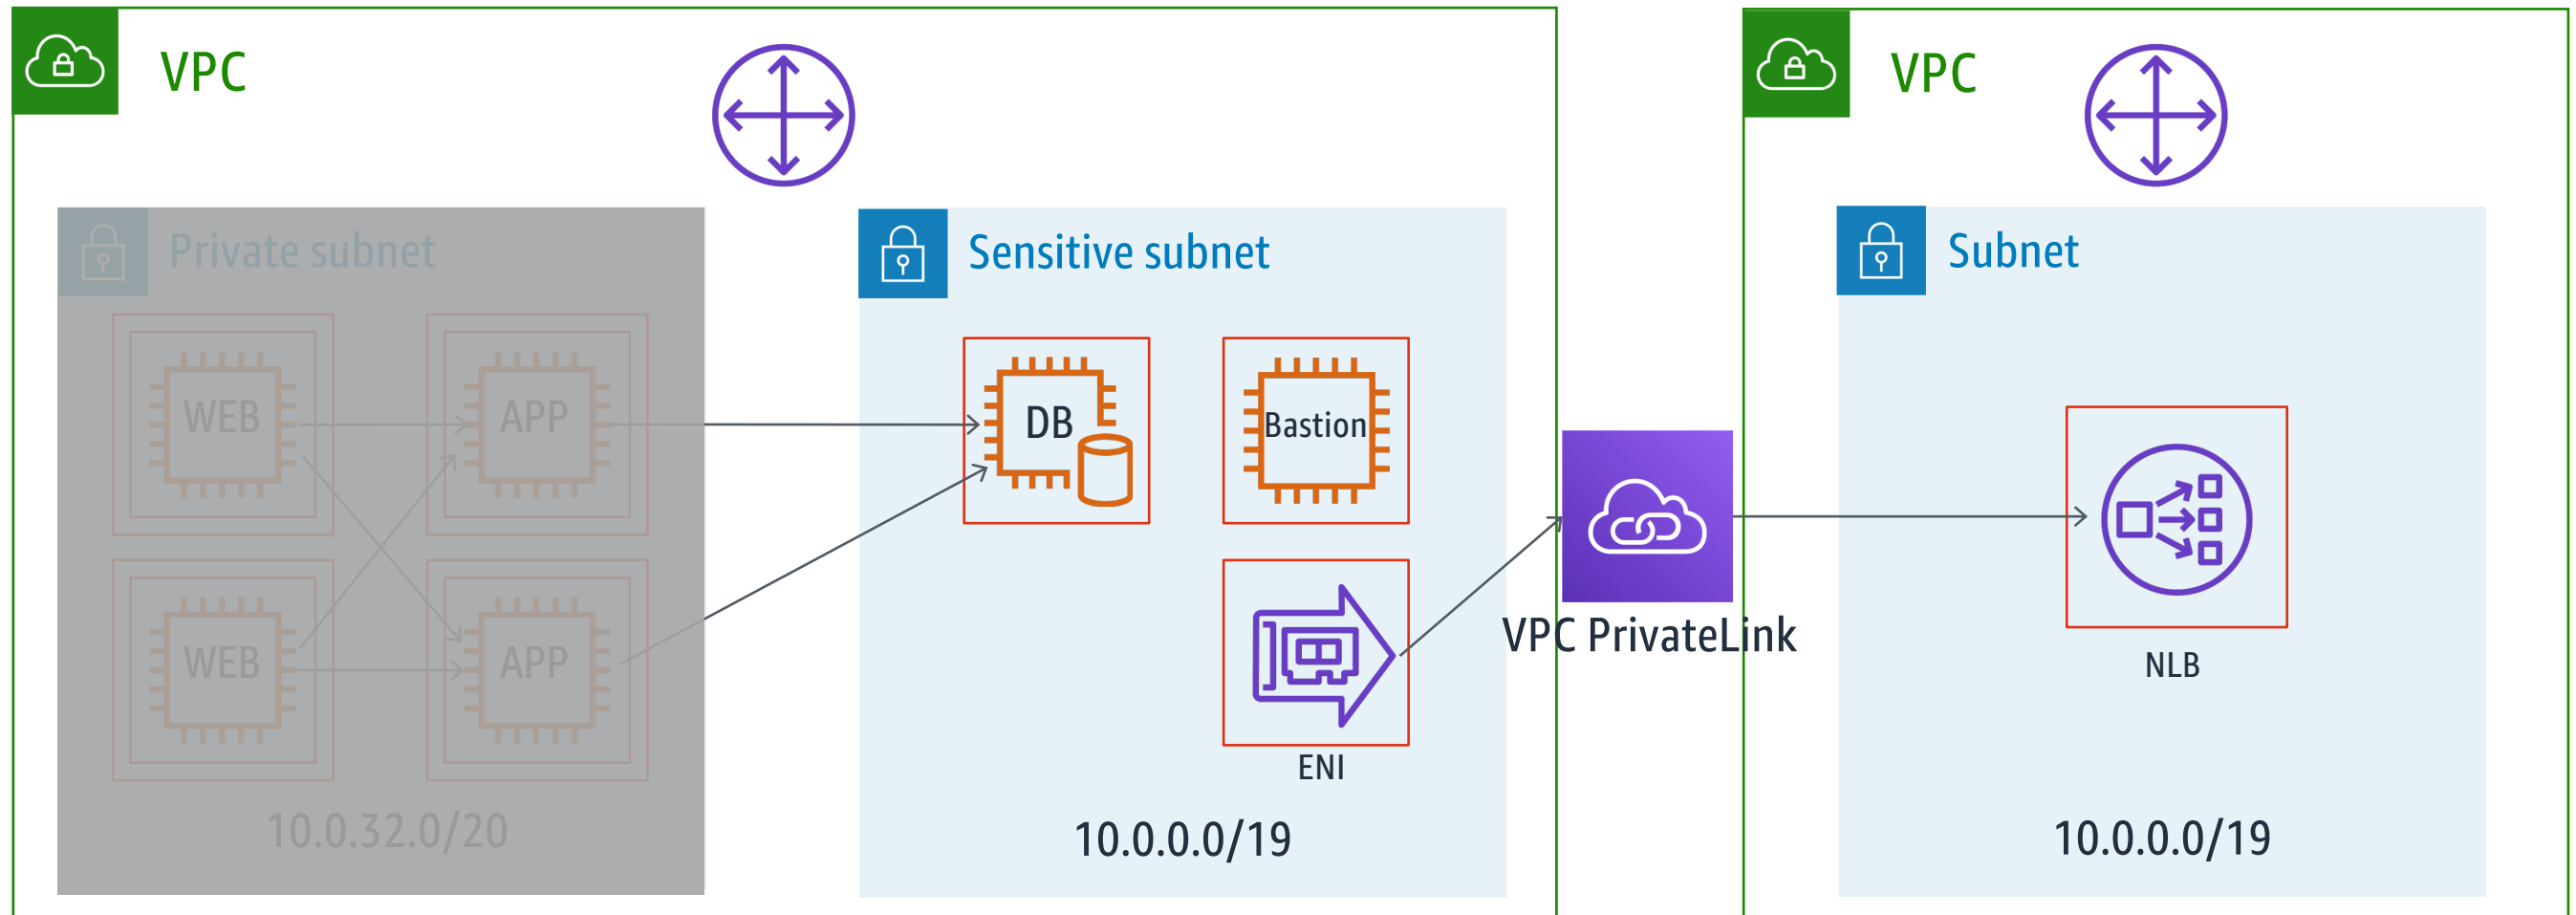 VPC
VPC
Private subnet
Sensitive subnet
Subnet
WEB
APP
DB
Bastion
WEB
APP
VPC PrivateLink
NLB
ENI
10.0.32.0/20
10.0.0.0/19
10.0.0.0/19